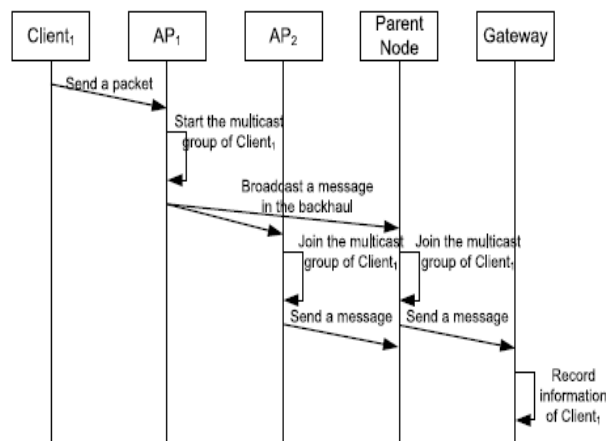 Client₁
AP₁
AP₂
Parent
Node
Gateway
Send a packet
Start the multicast
group of Client₁
Broadcast a message
in the backhaul
Join the multicast
group of Client₁
Join the multicast
group of Client₁
Send a message
Send a message
Record
information
of Client₁